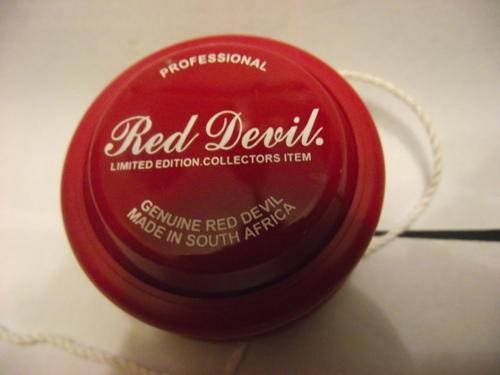 PROFESSIONAL
Red Devil.
LIMITED EDITION.COLLECTORS ITEM
GENUINE RED DEVIL
MADE IN SOUTH AFRICA